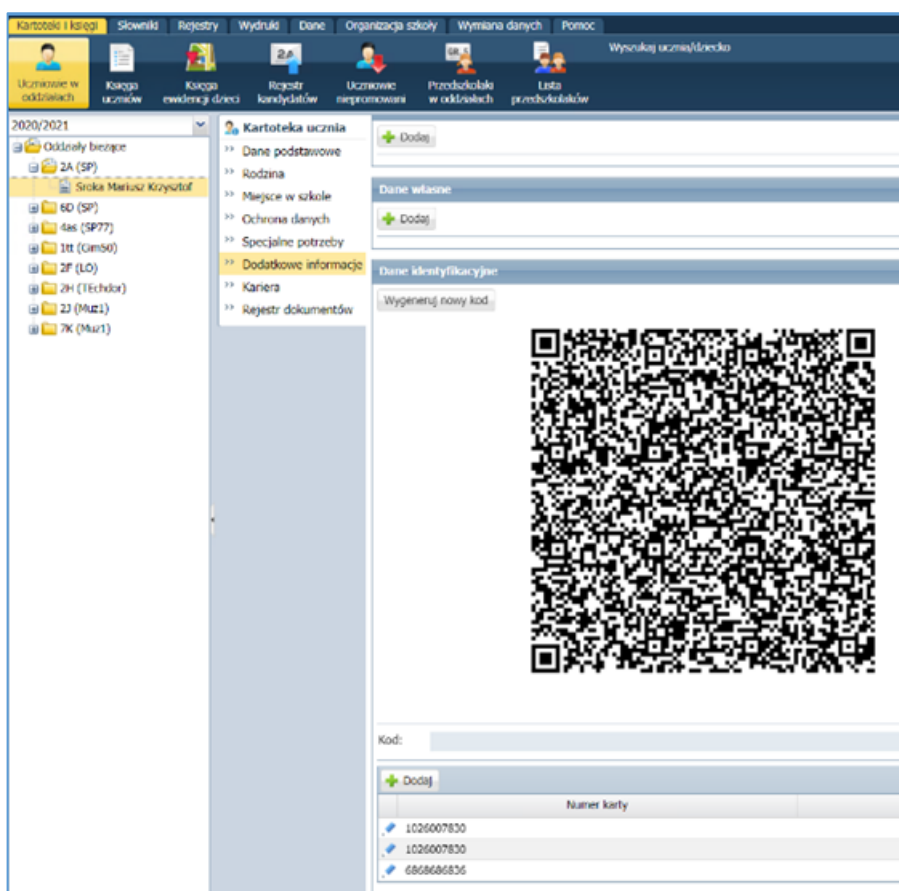 Kartoteki i księgi Słowniki Rejestry Wydruki Dane Organizacja szkoły Wymiana danych Pomoc
Uczniowie w oddziałach
Księga uczniów
Księga ewidencji dzieci
2A
Rejestr kandydatów
Uczniowie niepromowani
GR.5
Przedszkolaki w oddziałach
Lista przedszkolaków
Wyszukaj ucznia/dziecko
2020/2021
Oddziały bieżące
2A (SP)
Sroka Mariusz Krzysztof
6D (SP)
4as (SP77)
1tt (Gim50)
2F (LO)
2H (TEchdor)
2J (Muz1)
7K (Muz1)
Kartoteka ucznia
Dane podstawowe
Rodzina
Miejsce w szkole
Ochrona danych
Specjalne potrzeby
Dodatkowe informacje
Kariera
Rejestr dokumentów
Dodaj
Dane własne
Dodaj
Dane identyfikacyjne
Wygeneruj nowy kod
Kod:
Dodaj
Numer karty
1026007830
1026007830
6868686836